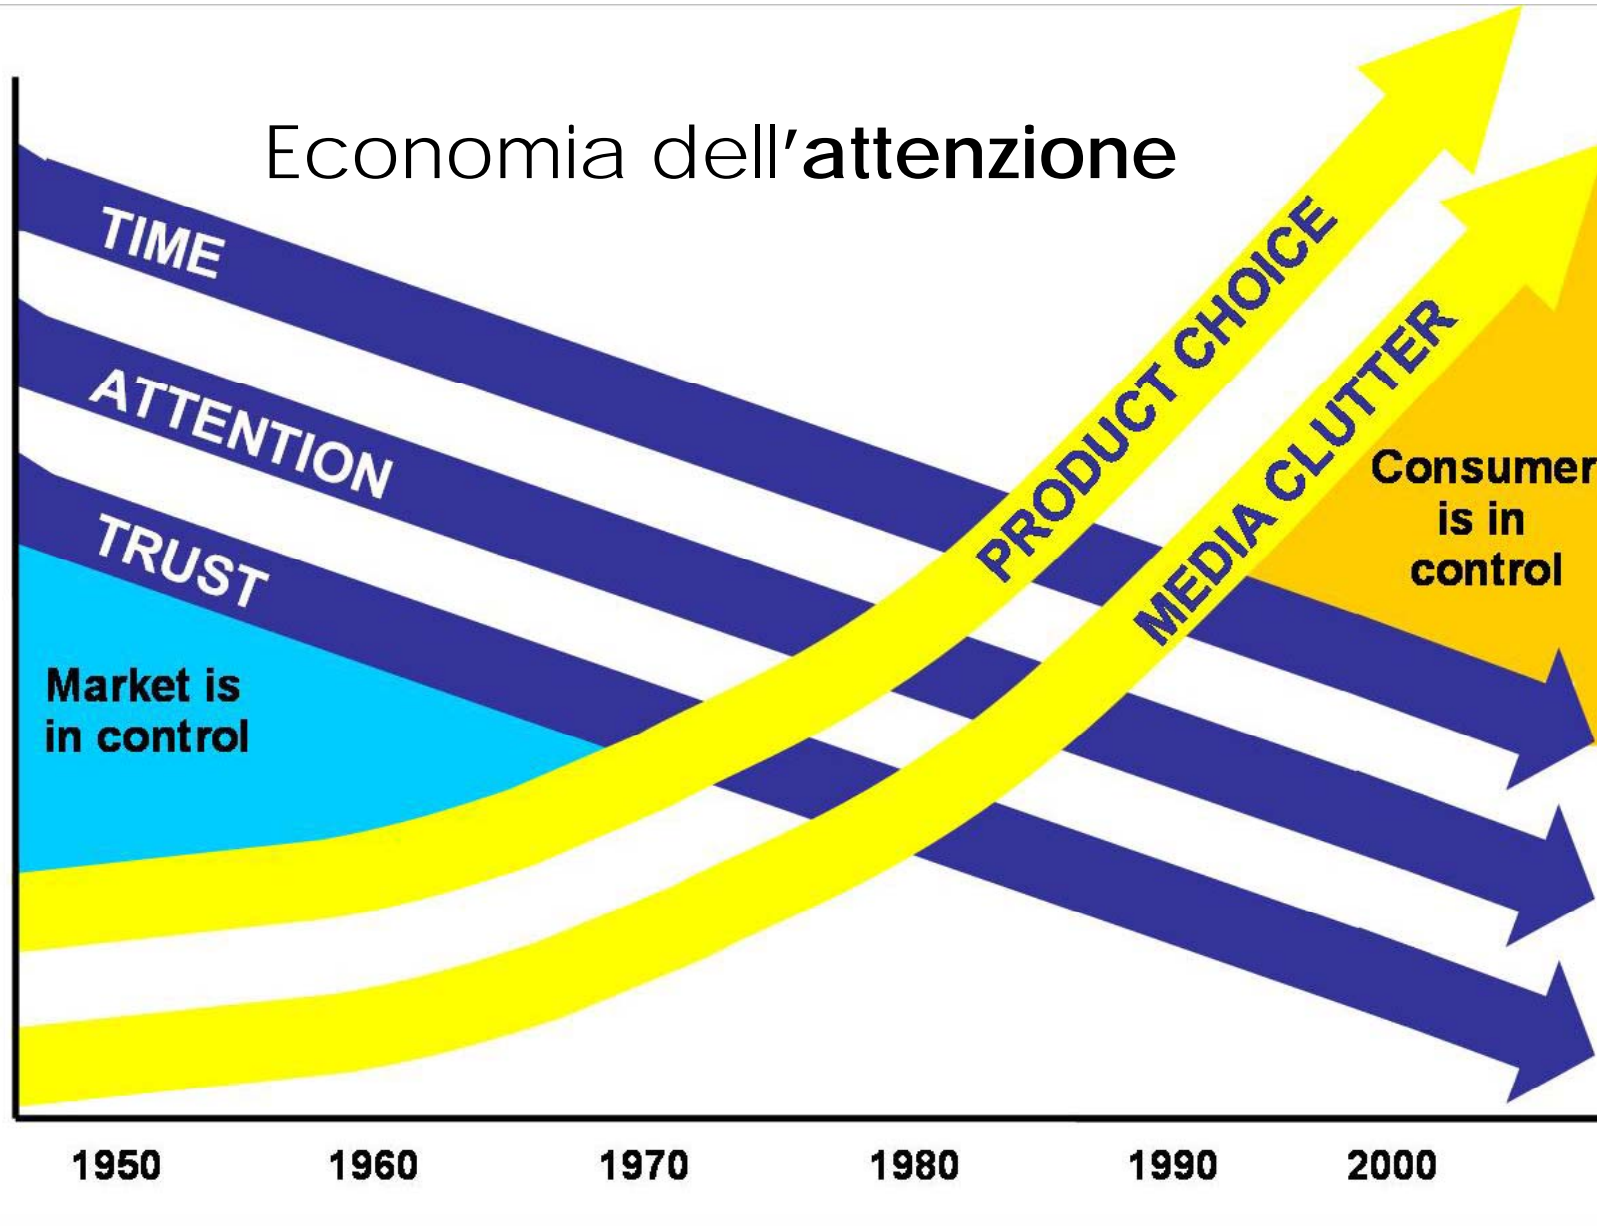 Economia dell'attenzione
TIME
ATTENTION
TRUST
PRODUCT CHOICE
MEDIA CLUTTER
Market is
in control
Consumer
is in
control
1950 1960 1970 1980 1990 2000